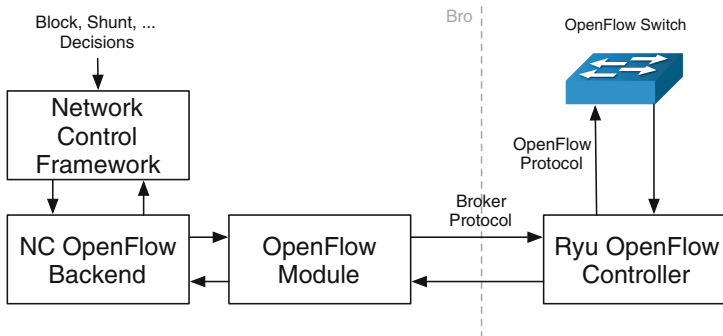 Block, Shunt, ...
Decisions
Bro
OpenFlow Switch
Network
Control
Framework
OpenFlow
Protocol
Broker
Protocol
NC OpenFlow
Backend
OpenFlow
Module
Ryu OpenFlow
Controller